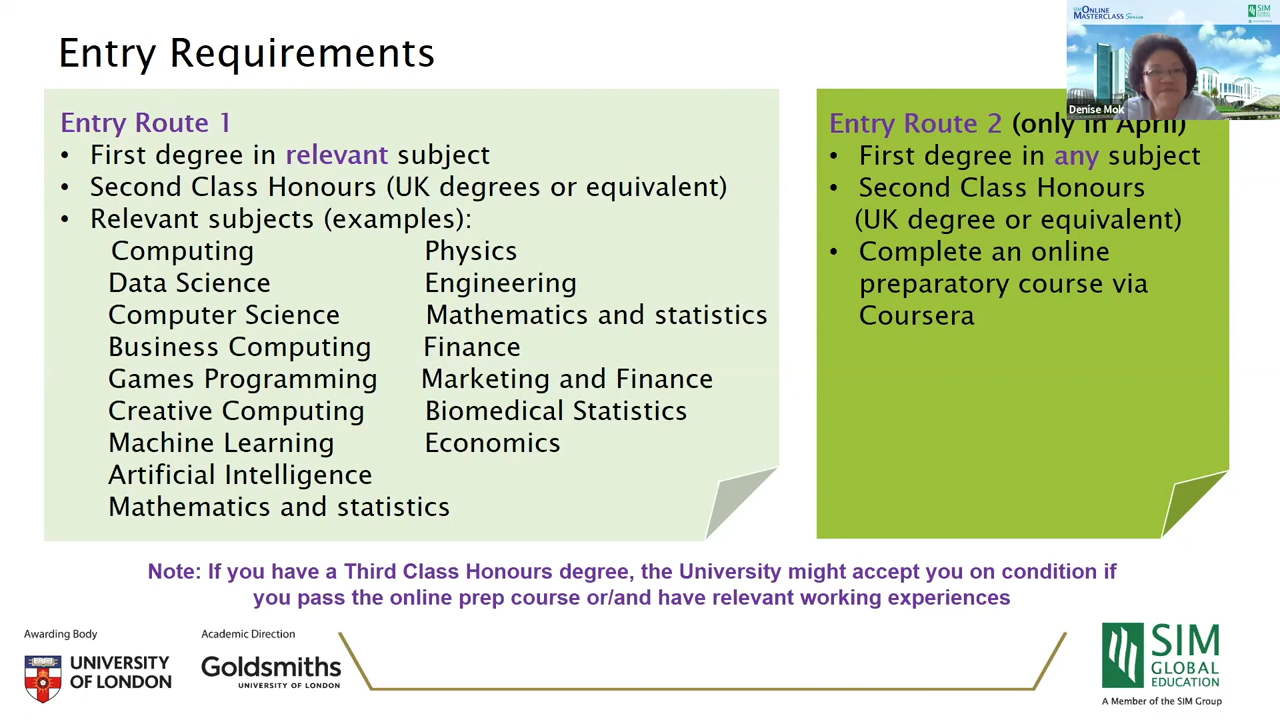 Entry Requirements
SIM ONLINE
MASTERCLASS Series
SIM
GLOBAL
EDUCATION
Denise Mok
Entry Route 1
• First degree in relevant subject
• Second Class Honours (UK degrees or equivalent)
• Relevant subjects (examples):
Computing
Data Science
Computer Science
Business Computing
Games Programming
Creative Computing
Machine Learning
Artificial Intelligence
Mathematics and statistics
Physics
Engineering
Mathematics and statistics
Finance
Marketing and Finance
Biomedical Statistics
Economics
Entry Route 2 (only in April)
• First degree in any subject
• Second Class Honours
(UK degree or equivalent)
• Complete an online
preparatory course via
Coursera
Note: If you have a Third Class Honours degree, the University might accept you on condition if
you pass the online prep course or/and have relevant working experiences
Awarding Body
UNIVERSITY
OF LONDON
Academic Direction
Goldsmiths
UNIVERSITY OF LONDON
SIM
GLOBAL
EDUCATION
A Member of the SIM Group